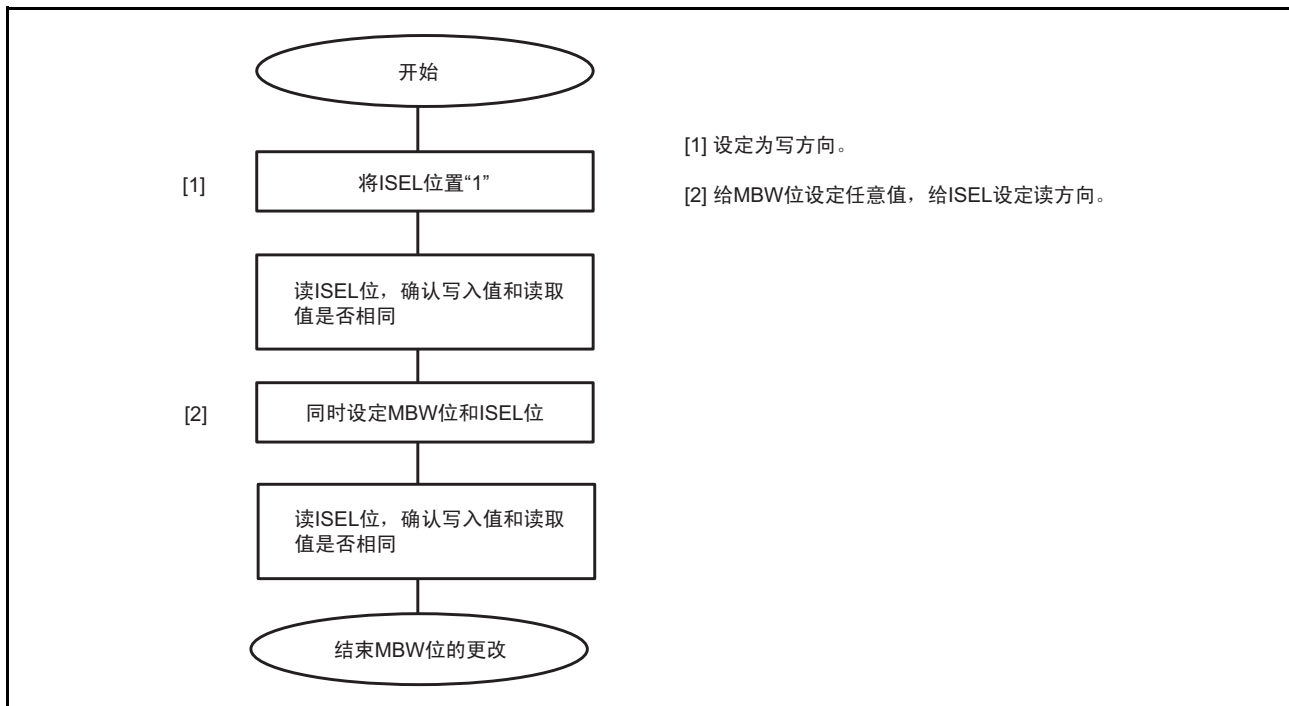 开始
[1] 设定为写方向。
[1]
将ISEL位置“1”
[2] 给MBW位设定任意值，给ISEL设定读方向。
读ISEL位，确认写入值和读取
值是否相同
[2]
同时设定MBW位和ISEL位
读ISEL位，确认写入值和读取
值是否相同
结束MBW位的更改